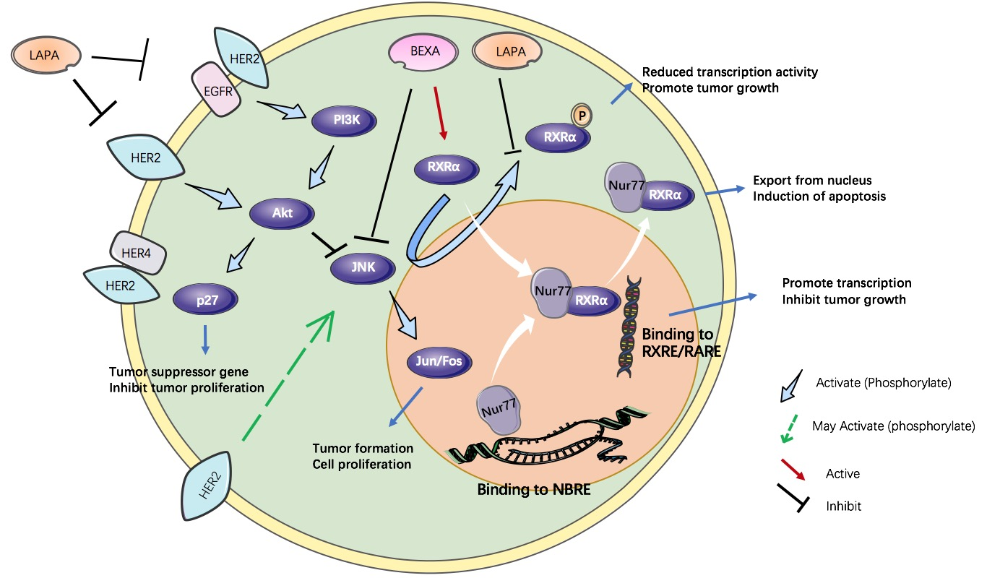 LAPA
HER2
EGFR
BEXA
LAPA
Reduced transcription activity
Promote tumor growth
P
RXRα
PI3K
HER2
RXRα
Nur77
RXRα
Export from nucleus
Induction of apoptosis
Akt
HER4
HER2
JNK
p27
Nur77
RXRα
Promote transcription
Inhibit tumor growth
Binding to
RXRE/RARE
Jun/Fos
Tumor suppressor gene
Inhibit tumor proliferation
Nur77
Tumor formation
Cell proliferation
HER2
Binding to NBRE
Activate (Phosphorylate)
May Activate (phosphorylate)
Active
Inhibit